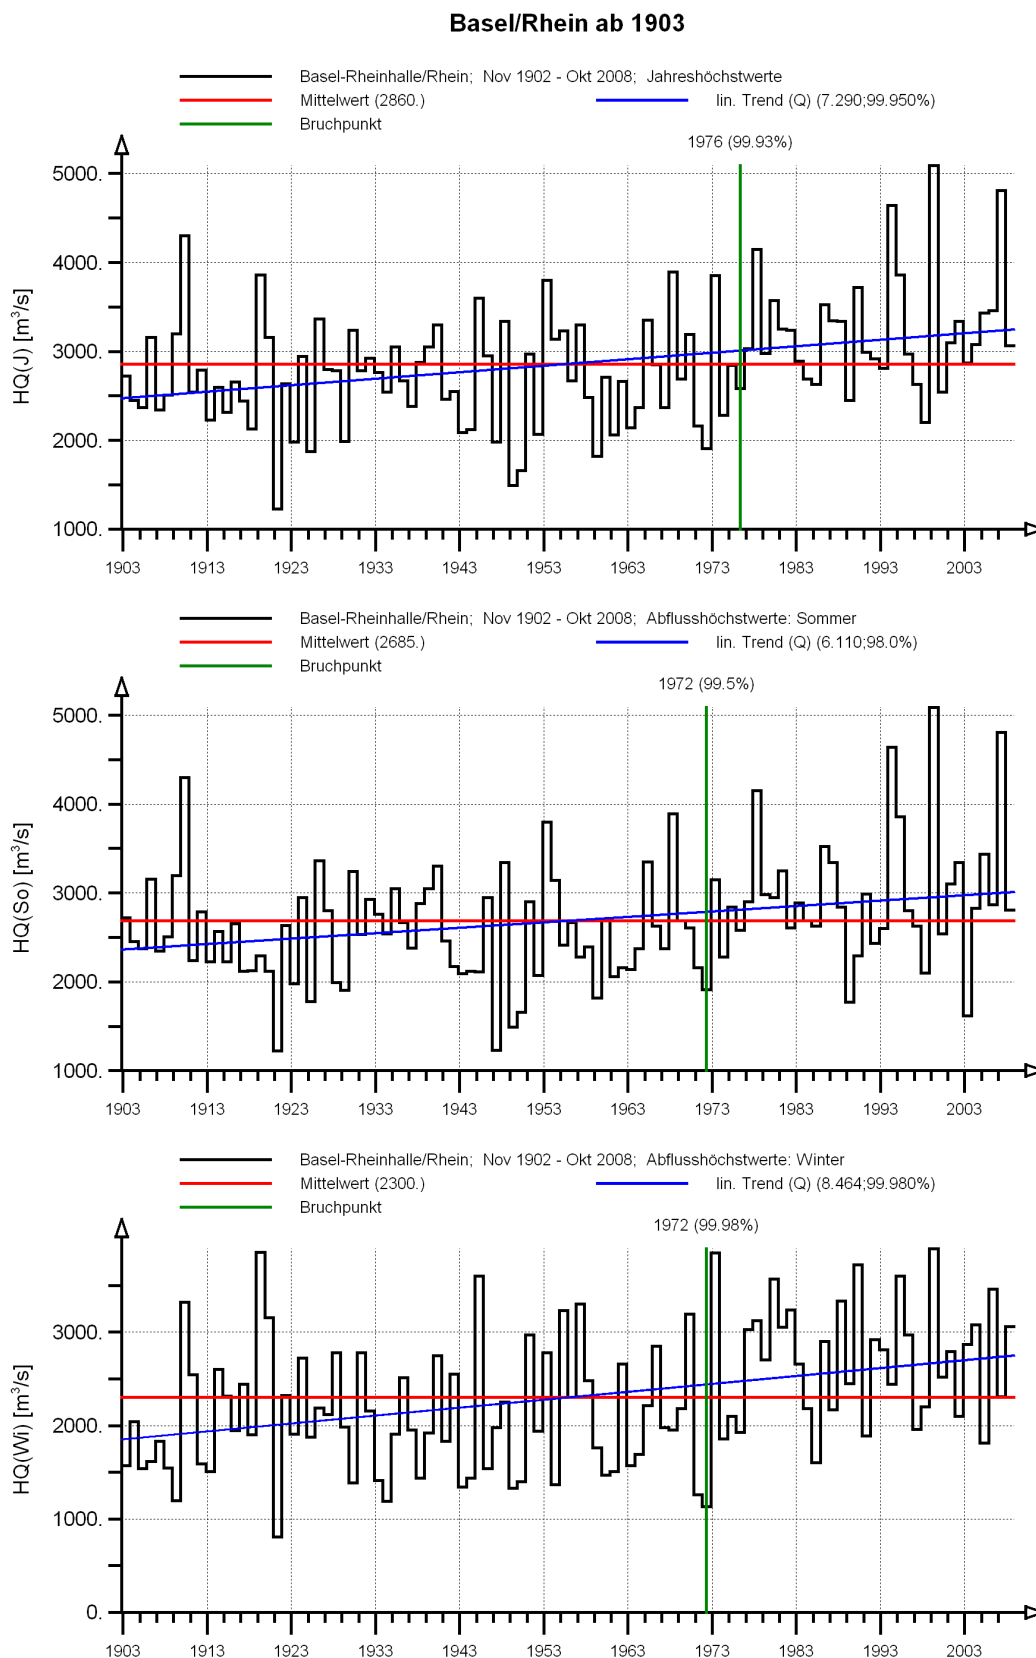 Basel/Rhein ab 1903
Basel-Rheinhalle/Rhein; Nov 1902 - Okt 2008; Jahreshöchstwerte
Mittelwert (2860.) lin. Trend (Q) (7.290;99.950%)
Bruchpunkt
1976 (99.93%)
5000.
4000.
3000.
2000.
1000.
HQ(J) [m³/s]
1903 1913 1923 1933 1943 1953 1963 1973 1983 1993 2003
Basel-Rheinhalle/Rhein; Nov 1902 - Okt 2008; Abflusshöchstwerte: Sommer
Mittelwert (2685.) lin. Trend (Q) (6.110;98.0%)
Bruchpunkt
1972 (99.5%)
5000.
4000.
3000.
2000.
1000.
HQ(So) [m³/s]
1903 1913 1923 1933 1943 1953 1963 1973 1983 1993 2003
Basel-Rheinhalle/Rhein; Nov 1902 - Okt 2008; Abflusshöchstwerte: Winter
Mittelwert (2300.) lin. Trend (Q) (8.464;99.980%)
Bruchpunkt
1972 (99.98%)
3000.
2000.
1000.
0.
HQ(Wi) [m³/s]
1903 1913 1923 1933 1943 1953 1963 1973 1983 1993 2003